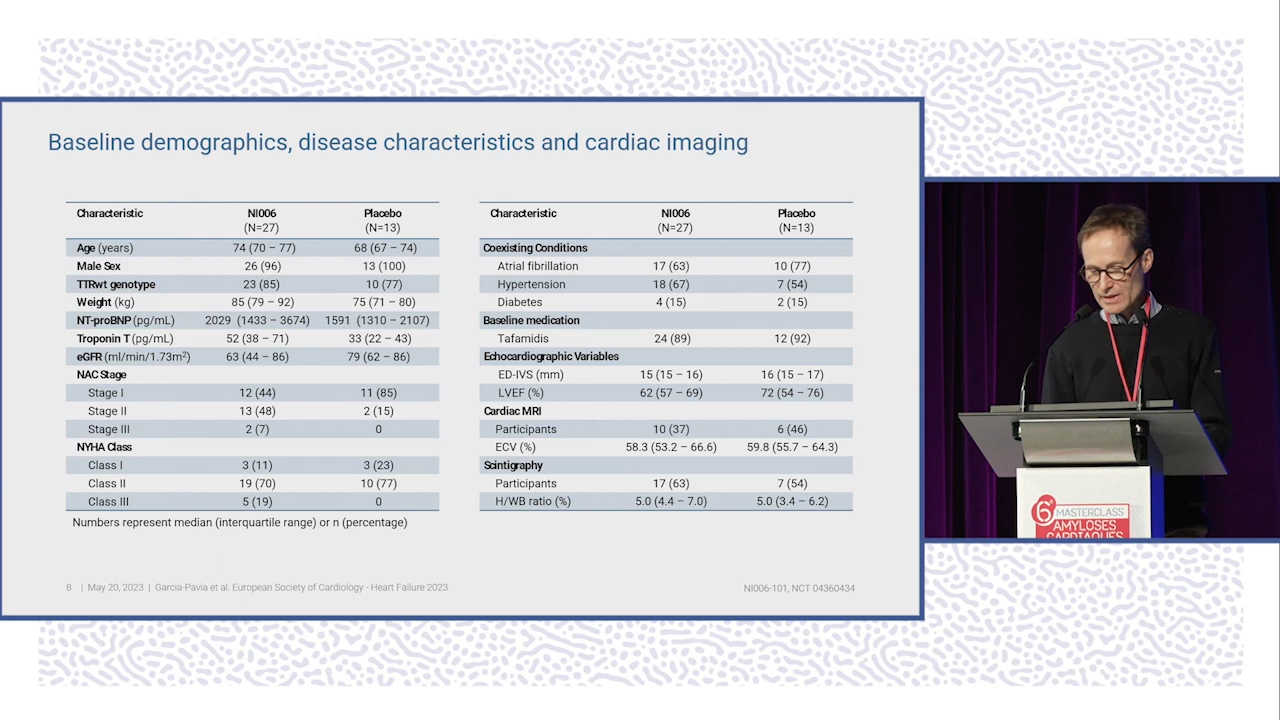 Baseline demographics, disease characteristics and cardiac imaging
Characteristic NI006 Placebo
(N=27) (N=13)
Age (years) 74 (70 – 77) 68 (67 – 74)
Male Sex 26 (96) 13 (100)
TTRwt genotype 23 (85) 10 (77)
Weight (kg) 85 (79 – 92) 75 (71 – 80)
NT-proBNP (pg/mL) 2029 (1433 – 3674) 1591 (1310 – 2107)
Troponin T (pg/mL) 52 (38 – 71) 33 (22 – 43)
eGFR (ml/min/1.73m²) 63 (44 – 86) 79 (62 – 86)
NAC Stage
Stage I 12 (44) 11 (85)
Stage II 13 (48) 2 (15)
Stage III 2 (7) 0
NYHA Class
Class I 3 (11) 3 (23)
Class II 19 (70) 10 (77)
Class III 5 (19) 0
Numbers represent median (interquartile range) or n (percentage)
Characteristic NI006 Placebo
(N=27) (N=13)
Coexisting Conditions
Atrial fibrillation 17 (63) 10 (77)
Hypertension 18 (67) 7 (54)
Diabetes 4 (15) 2 (15)
Baseline medication
Tafamidis 24 (89) 12 (92)
Echocardiographic Variables
ED-IVS (mm) 15 (15 – 16) 16 (15 – 17)
LVEF (%) 62 (57 – 69) 72 (54 – 76)
Cardiac MRI
Participants 10 (37) 6 (46)
ECV (%) 58.3 (53.2 – 66.6) 59.8 (55.7 – 64.3)
Scintigraphy
Participants 17 (63) 7 (54)
H/WB ratio (%) 5.0 (4.4 – 7.0) 5.0 (3.4 – 6.2)
8 | May 20, 2023 | Garcia-Pavia et al. European Society of Cardiology - Heart Failure 2023
NI006-101, NCT 04360434
6e MASTERCLASS
AMYLOSES
CARDIAQUES